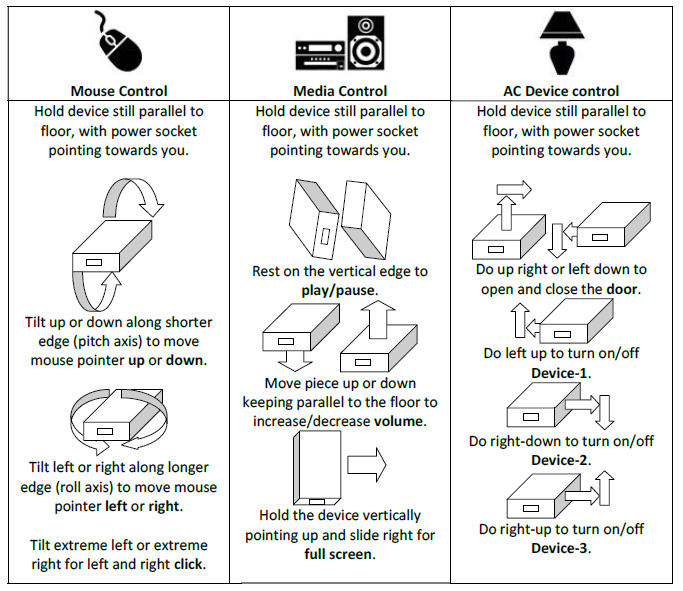 Mouse Control
Hold device still parallel to
floor, with power socket
pointing towards you.
Tilt up or down along shorter
edge (pitch axis) to move
mouse pointer up or down.
Tilt left or right along longer
edge (roll axis) to move mouse
pointer left or right.
Tilt extreme left or extreme
right for left and right click.
Media Control
Hold device still parallel to
floor, with power socket
pointing towards you.
Rest on the vertical edge to
play/pause.
Move piece up or down
keeping parallel to the floor to
increase/decrease volume.
Hold the device vertically
pointing up and slide right for
full screen.
AC Device control
Hold device still parallel to
floor, with power socket
pointing towards you.
Do up right or left down to
open and close the door.
Do left up to turn on/off
Device-1.
Do right-down to turn on/off
Device-2.
Do right-up to turn on/off
Device-3.